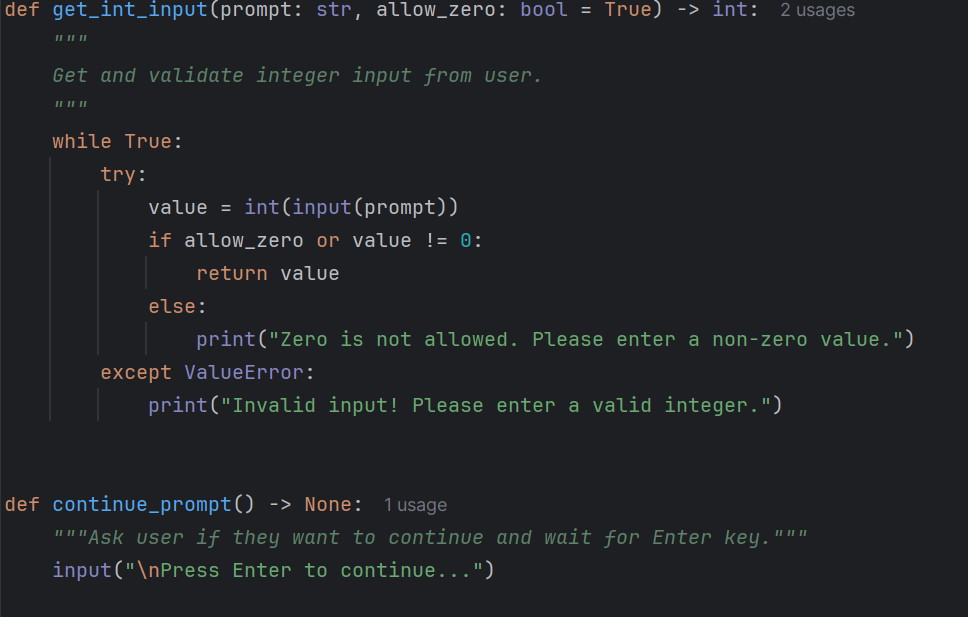 def get_int_input(prompt: str, allow_zero: bool = True) -> int:  2 usages
    """
    Get and validate integer input from user.
    """
    while True:
        try:
            value = int(input(prompt))
            if allow_zero or value != 0:
                return value
            else:
                print("Zero is not allowed. Please enter a non-zero value.")
        except ValueError:
            print("Invalid input! Please enter a valid integer.")
def continue_prompt() -> None:  1 usage
    """Ask user if they want to continue and wait for Enter key."""
    input("\nPress Enter to continue...")